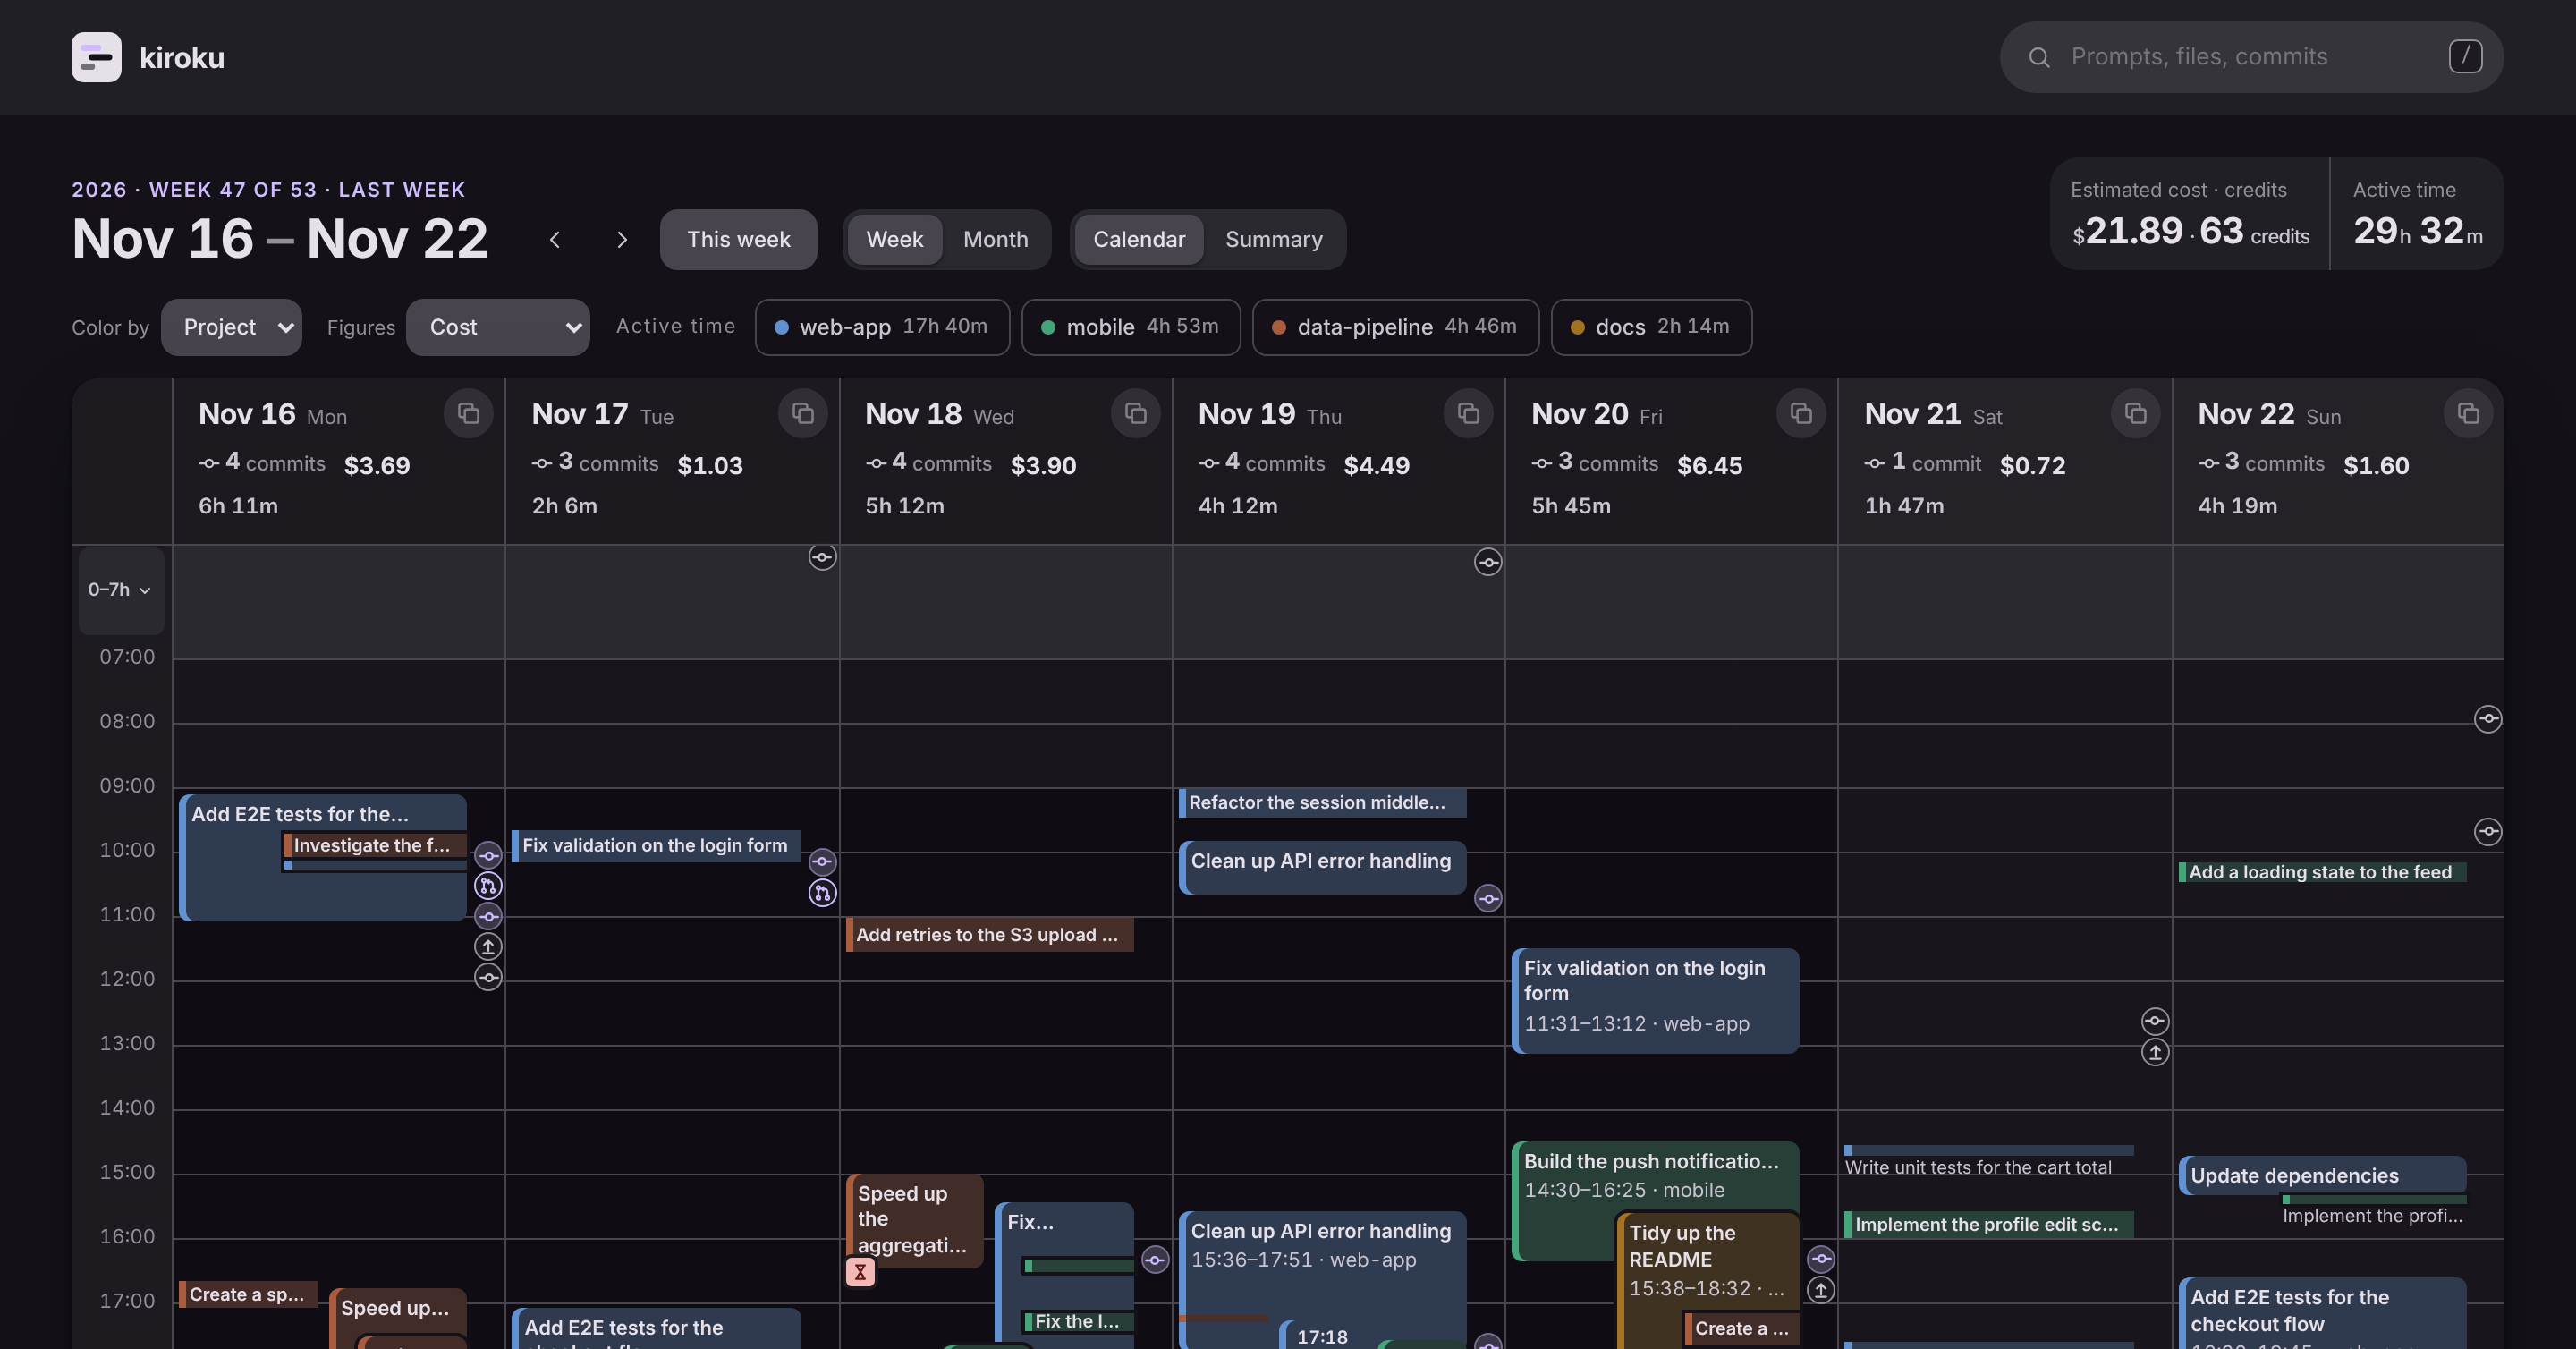 kiroku
Prompts, files, commits
/
2026 · WEEK 47 OF 53 · LAST WEEK
Nov 16 – Nov 22
This week
Week
Month
Calendar
Summary
Estimated cost · credits
$21.89 · 63 credits
Active time
29h 32m
Color by
Project
Figures
Cost
Active time
web-app 17h 40m
mobile 4h 53m
data-pipeline 4h 46m
docs 2h 14m
Nov 16 Mon
4 commits $3.69
6h 11m
Nov 17 Tue
3 commits $1.03
2h 6m
Nov 18 Wed
4 commits $3.90
5h 12m
Nov 19 Thu
4 commits $4.49
4h 12m
Nov 20 Fri
3 commits $6.45
5h 45m
Nov 21 Sat
1 commit $0.72
1h 47m
Nov 22 Sun
3 commits $1.60
4h 19m
0–7h
07:00
08:00
09:00
10:00
11:00
12:00
13:00
14:00
15:00
16:00
17:00
Add E2E tests for the...
Investigate the f...
Create a sp...
Speed up...
Fix validation on the login form
Add E2E tests for the
Add retries to the S3 upload ...
Speed up
the
aggregati...
Fix...
Fix the l...
Refactor the session middle...
Clean up API error handling
Clean up API error handling
15:36–17:51 · web-app
17:18
Fix validation on the login
form
11:31–13:12 · web-app
Build the push notificatio...
14:30–16:25 · mobile
Tidy up the
README
15:38–18:32 · ...
Create a ...
Write unit tests for the cart total
Implement the profile edit sc...
Add a loading state to the feed
Update dependencies
Implement the profi...
Add E2E tests for the
checkout flow